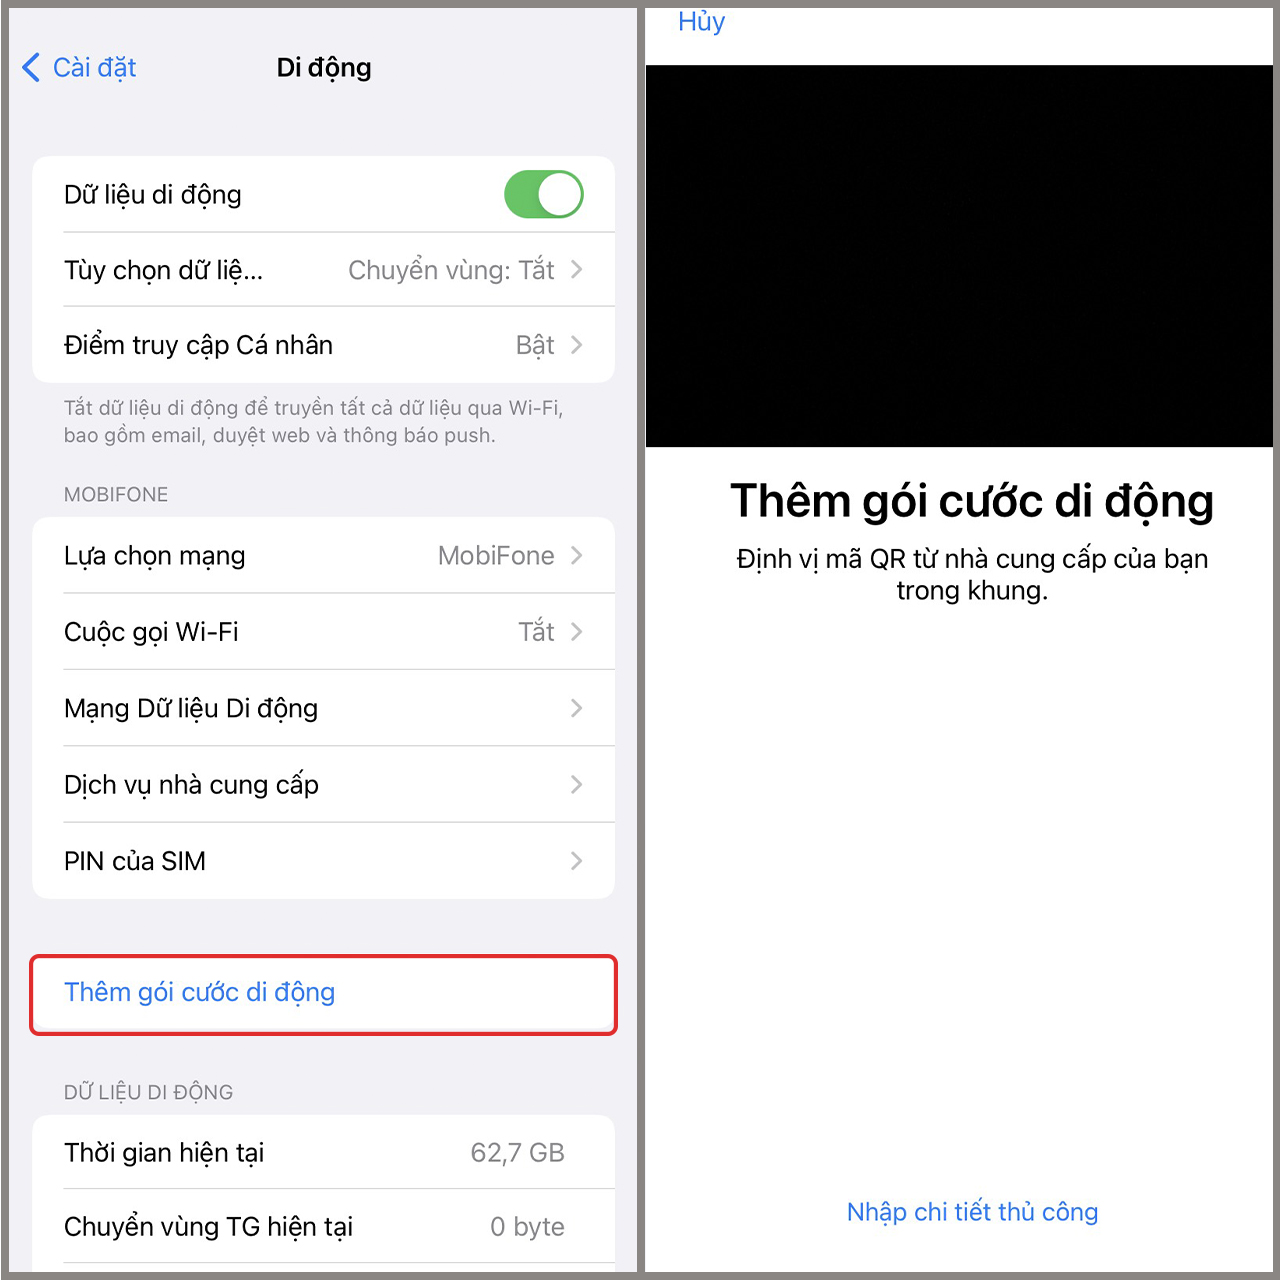 Cài đặt
Di động
Dữ liệu di động
Tùy chọn dữ liệ... Chuyển vùng: Tắt
Điểm truy cập Cá nhân Bật
Tắt dữ liệu di động để truyền tất cả dữ liệu qua Wi-Fi,
bao gồm email, duyệt web và thông báo push.
MOBIFONE
Lựa chọn mạng MobiFone
Cuộc gọi Wi-Fi Tắt
Mạng Dữ liệu Di động
Dịch vụ nhà cung cấp
PIN của SIM
Thêm gói cước di động
DỮ LIỆU DI ĐỘNG
Thời gian hiện tại 62,7 GB
Chuyển vùng TG hiện tại 0 byte
Hủy
Thêm gói cước di động
Định vị mã QR từ nhà cung cấp của bạn
trong khung.
Nhập chi tiết thủ công